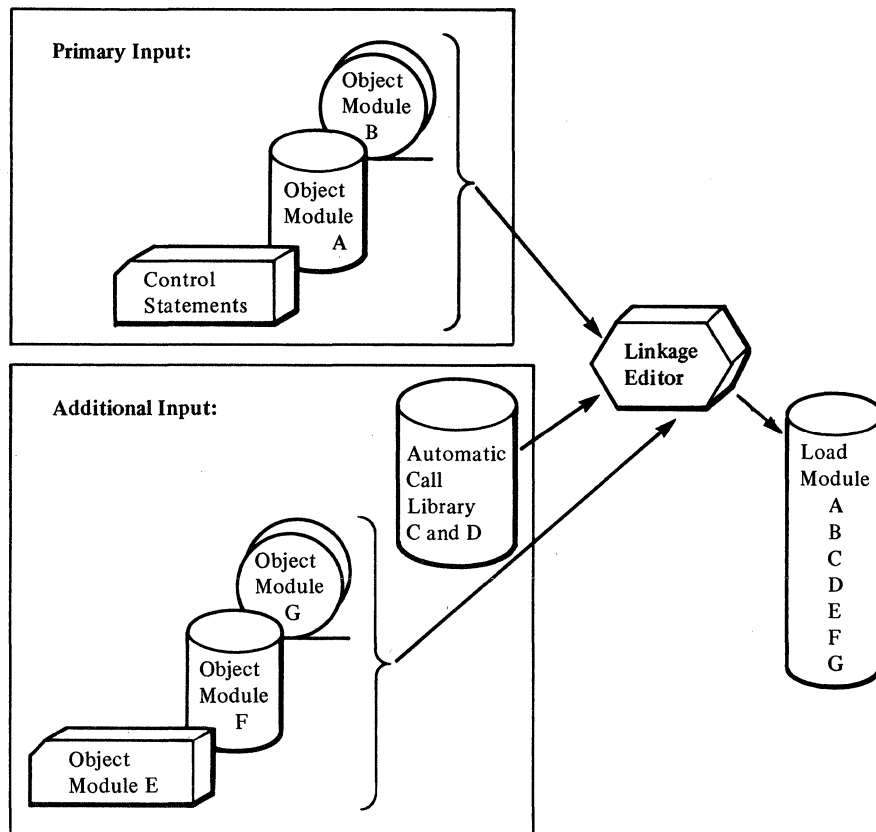 Primary Input:
Object
Module
B
Object
Module
A
Control
Statements
Linkage
Editor
Additional Input:
Automatic
Call
Library
C and D
Load
Module
A
B
C
D
E
F
G
Object
Module
G
Object
Module
F
Object
Module E